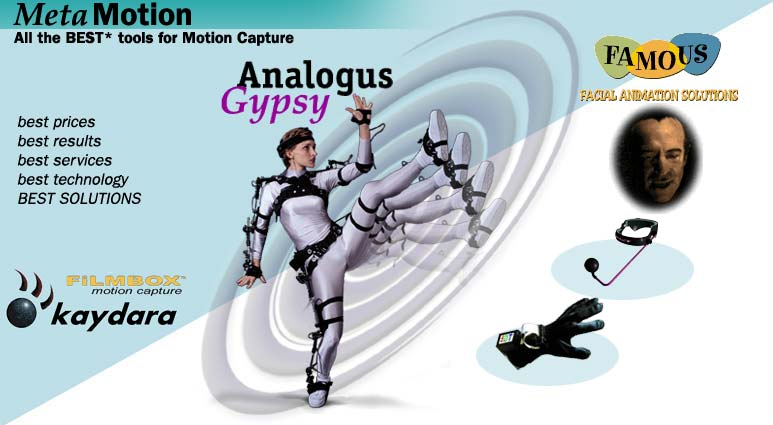 Meta Motion
All the BEST* tools for Motion Capture
Analogus
Gypsy
FAMOUS
FACIAL ANIMATION SOLUTIONS
best prices
best results
best services
best technology
BEST SOLUTIONS
FiLMBOX™
motion capture
kaydara